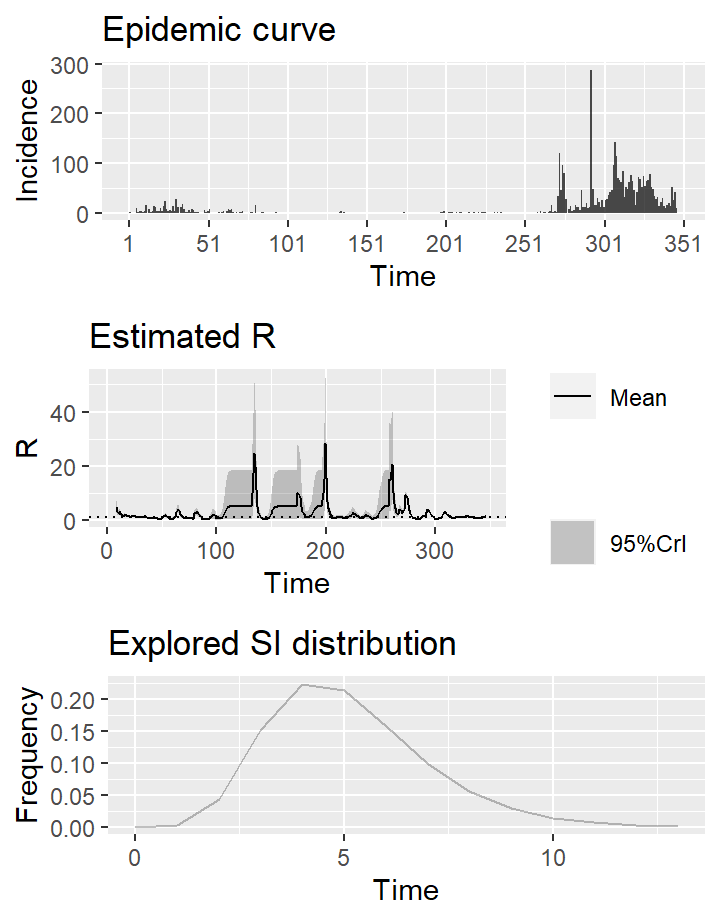 Epidemic curve
300
200
100
0
Incidence
1 51 101 151 201 251 301 351
Time
Estimated R
40
20
0
R
0 100 200 300
Time
Mean
95%CrI
Explored SI distribution
0.20
0.15
0.10
0.05
0.00
Frequency
0 5 10
Time